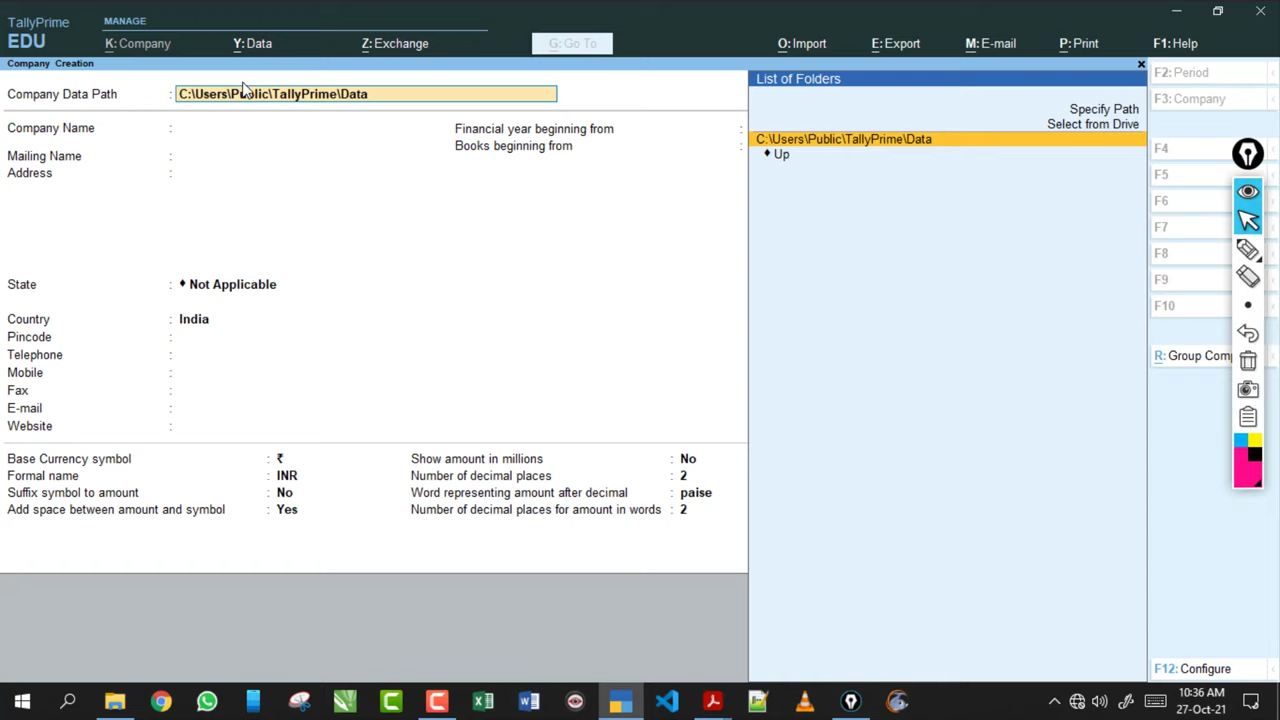 TallyPrime
MANAGE
EDU
K: Company
Y: Data
Z: Exchange
G: Go To
O: Import
E: Export
M: E-mail
P: Print
F1: Help
Company Creation
Company Data Path : C:\Users\Public\TallyPrime\Data
Company Name :
Financial year beginning from :
Books beginning from :
Mailing Name :
Address :
State : ♦ Not Applicable
Country : India
Pincode :
Telephone :
Mobile :
Fax :
E-mail :
Website :
Base Currency symbol : ₹
Show amount in millions : No
Formal name : INR
Number of decimal places : 2
Suffix symbol to amount : No
Word representing amount after decimal : paise
Add space between amount and symbol : Yes
Number of decimal places for amount in words : 2
List of Folders
Specify Path
Select from Drive
C:\Users\Public\TallyPrime\Data
♦ Up
F2: Period
F3: Company
F4
F5
F6
F7
F8
F9
F10
R: Group Com
F12: Configure
10:36 AM
27-Oct-21